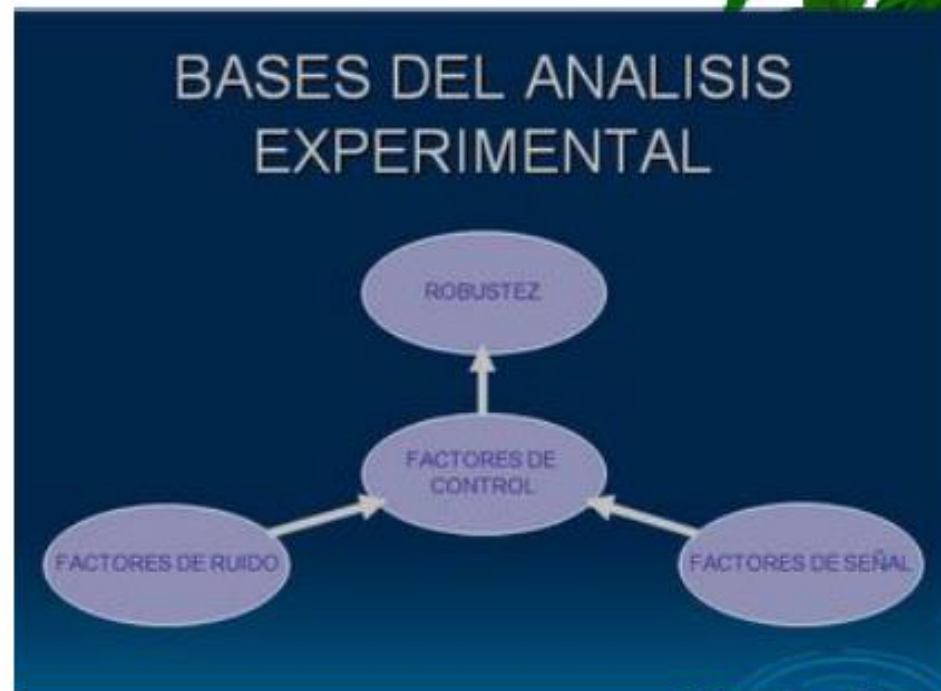 BASES DEL ANALISIS
EXPERIMENTAL
ROBUSTEZ
FACTORES DE
CONTROL
FACTORES DE RUIDO
FACTORES DE SEÑAL